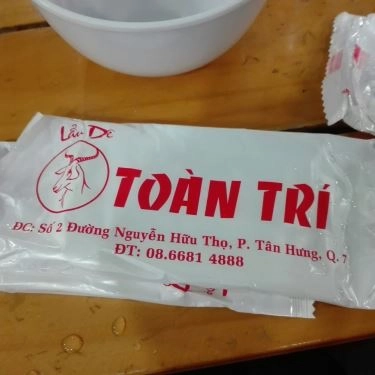 Lẩu Dê
TOÀN TRÍ
ĐC: Số 2 Đường Nguyễn Hữu Thọ, P. Tân Hưng, Q. 7
ĐT: 08.6681 4888